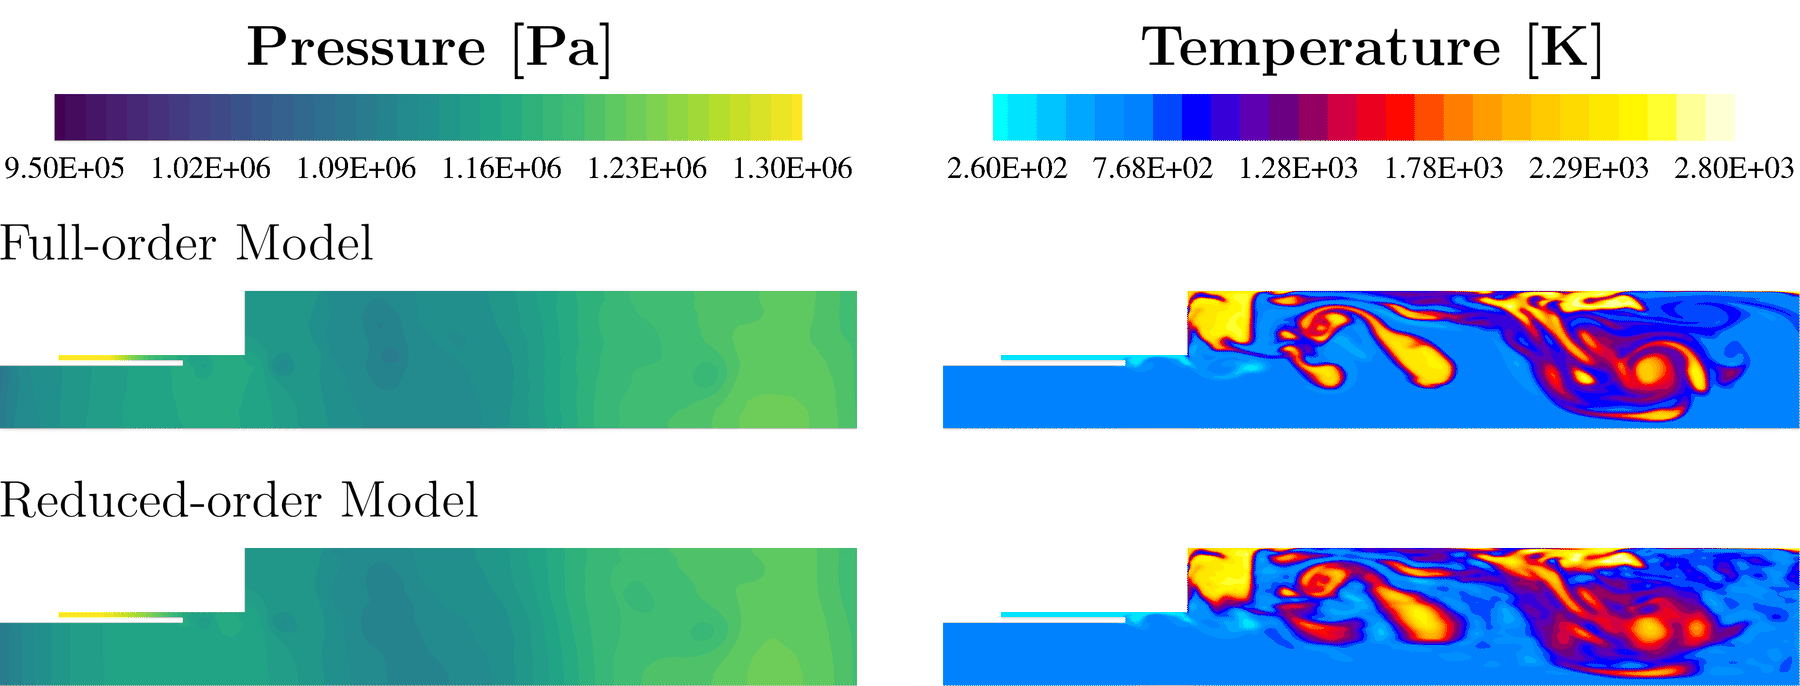 Pressure [Pa]
9.50E+05 1.02E+06 1.09E+06 1.16E+06 1.23E+06 1.30E+06
Temperature [K]
2.60E+02 7.68E+02 1.28E+03 1.78E+03 2.29E+03 2.80E+03
Full-order Model
Reduced-order Model